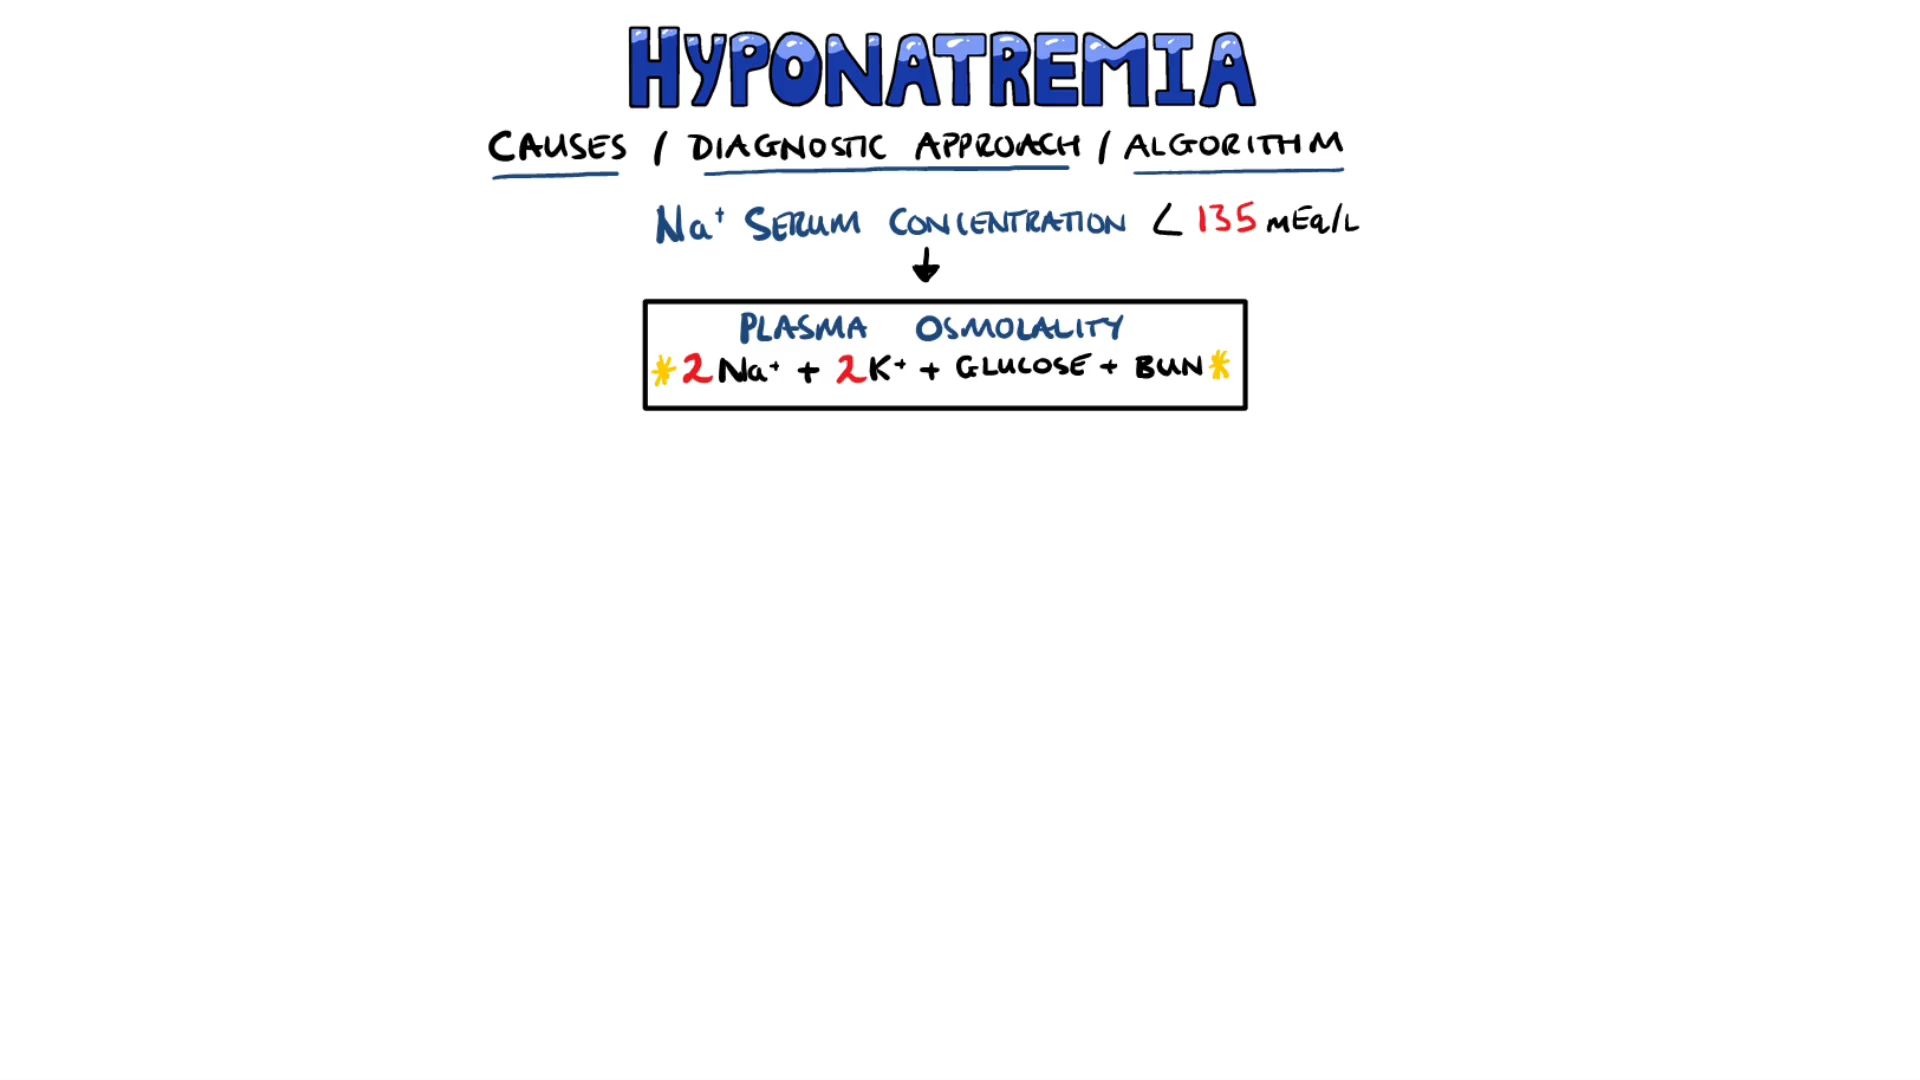 HYPONATREMIA
CAUSES / DIAGNOSTIC APPROACH / ALGORITHM
Na⁺ SERUM CONCENTRATION < 135 mEq/L
PLASMA OSMOLALITY
*2Na⁺ + 2K⁺ + GLUCOSE + BUN*